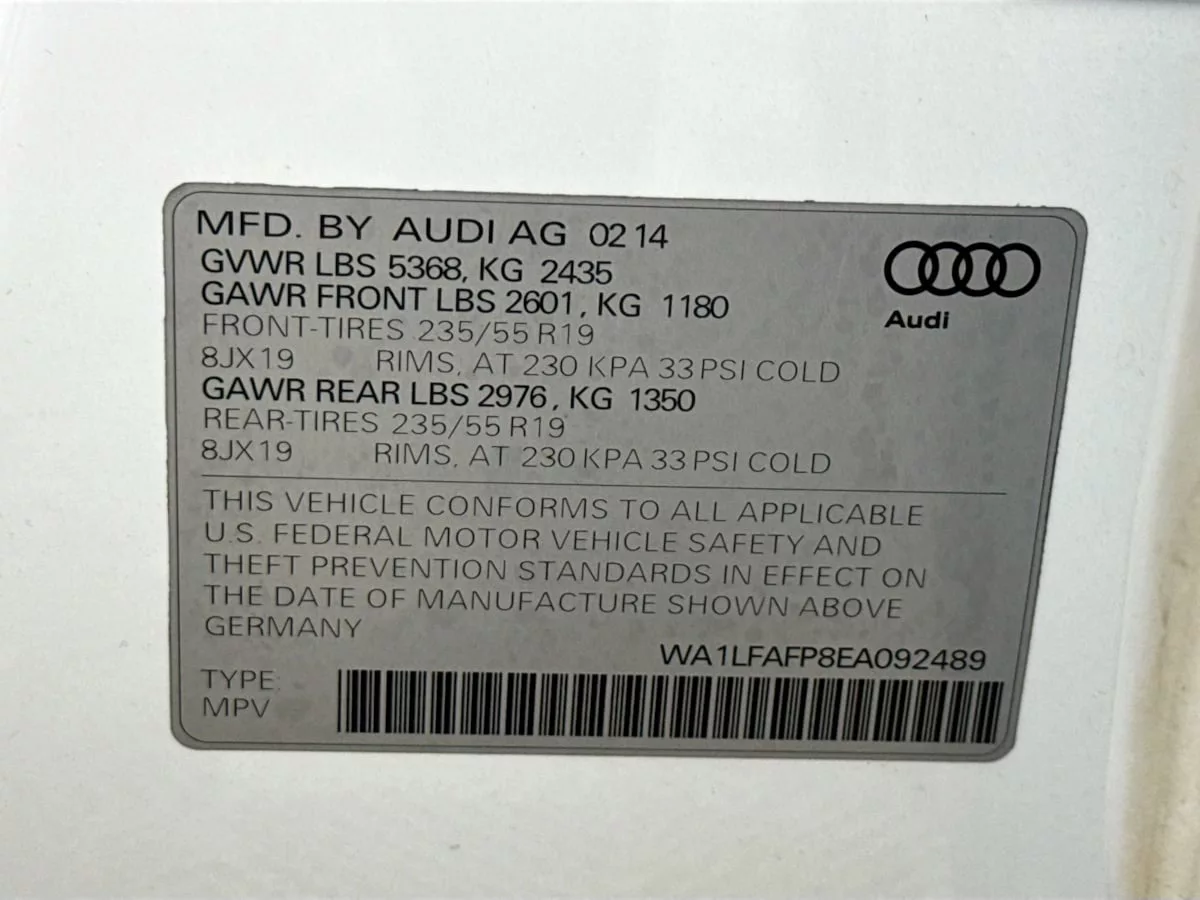 MFD. BY AUDI AG 02 14
GVWR LBS 5368, KG 2435
GAWR FRONT LBS 2601, KG 1180
FRONT-TIRES 235/55 R19
8JX19 RIMS, AT 230 KPA 33 PSI COLD
GAWR REAR LBS 2976, KG 1350
REAR-TIRES 235/55 R19
8JX19 RIMS, AT 230 KPA 33 PSI COLD
Audi
THIS VEHICLE CONFORMS TO ALL APPLICABLE
U.S. FEDERAL MOTOR VEHICLE SAFETY AND
THEFT PREVENTION STANDARDS IN EFFECT ON
THE DATE OF MANUFACTURE SHOWN ABOVE
GERMANY
WA1LFAFP8EA092489
TYPE:
MPV